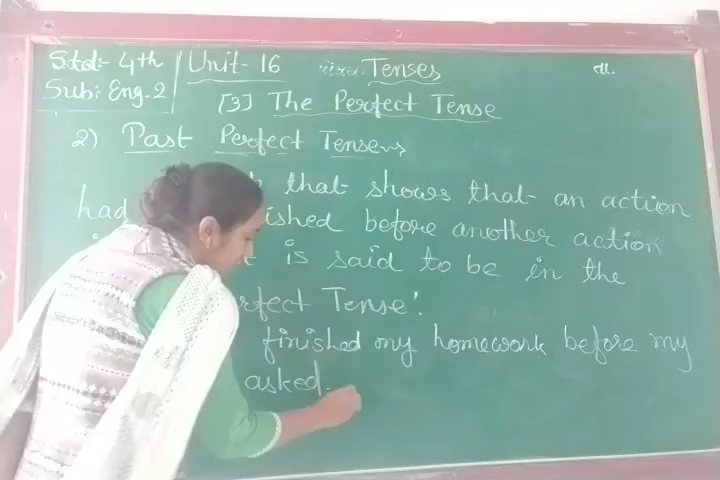 Std:- 4th Unit- 16 Tenses dt.
Sub: Eng-2 [3] The Perfect Tense
2) Past Perfect Tense
that shows that an action
had ished before another action
is said to be in the
rfect Tense'.
finished my homework before my
asked.